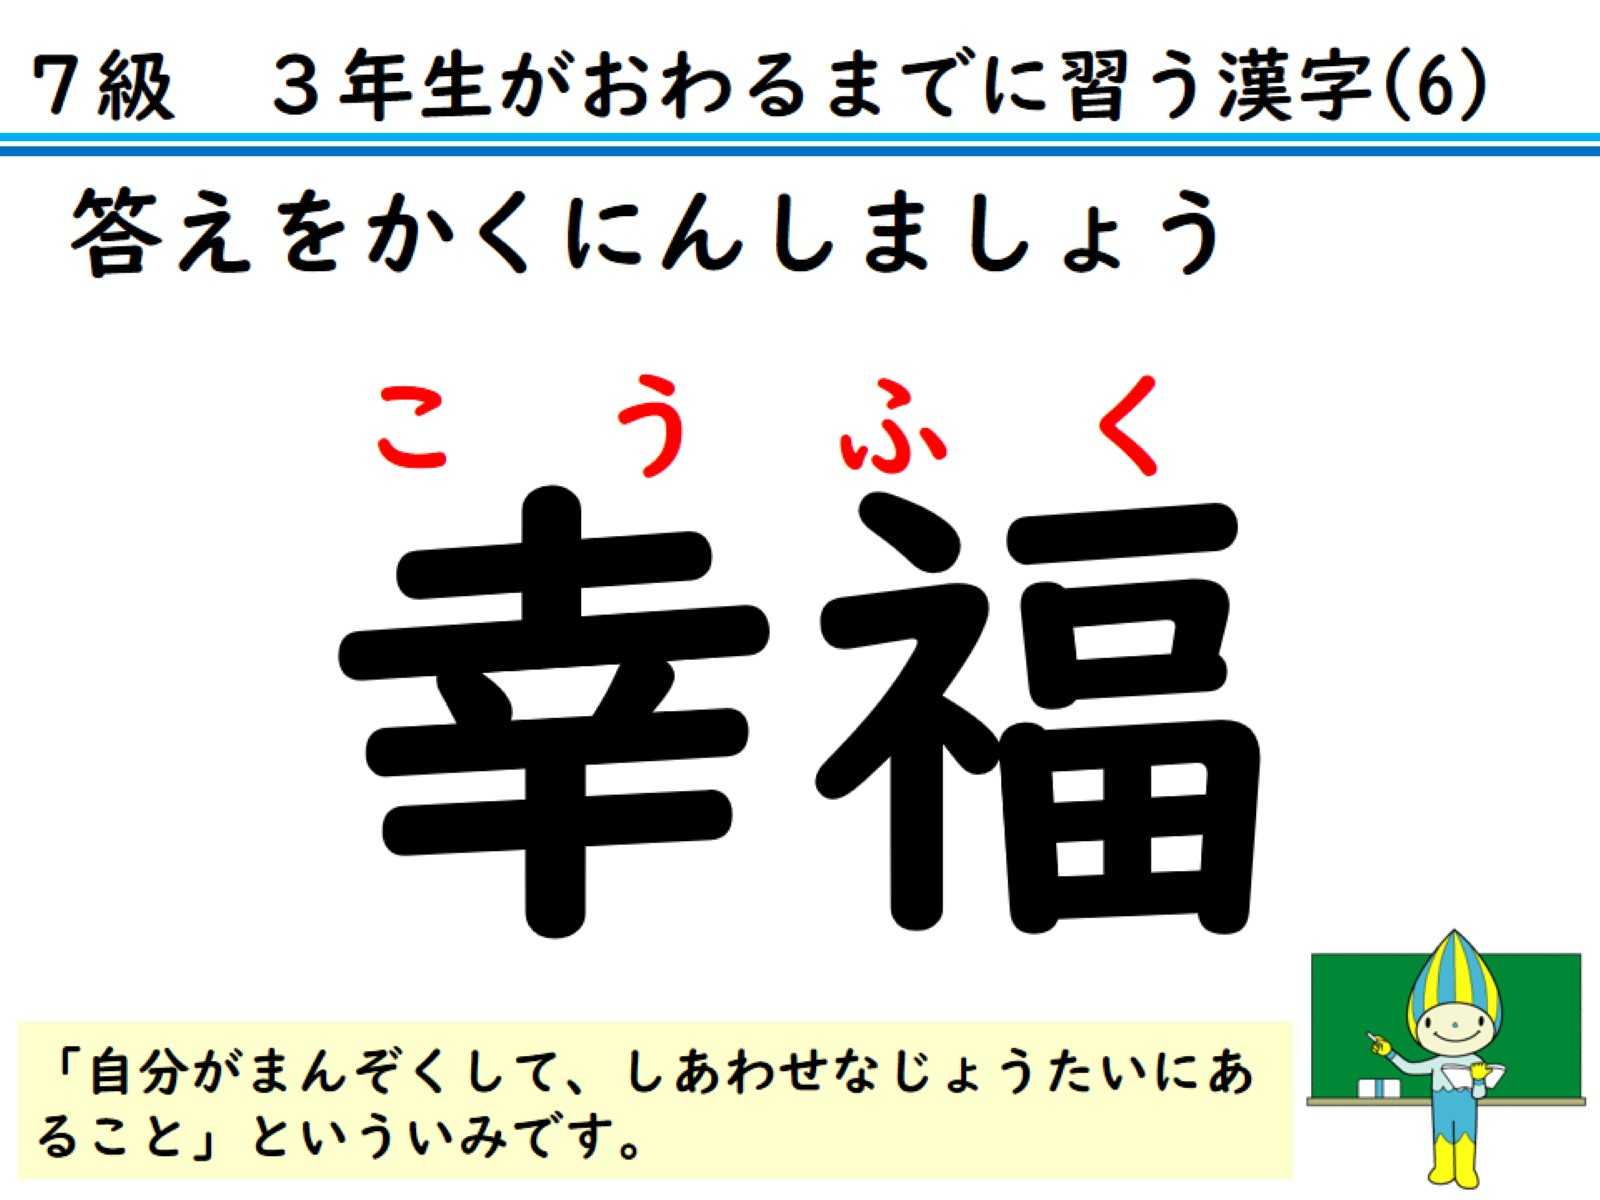 ７級　３年生がおわるまでに習う漢字(6)
答えをかくにんしましょう
こうふく
幸福
「自分がまんぞくして、しあわせなじょうたいにあ
ること」といういみです。